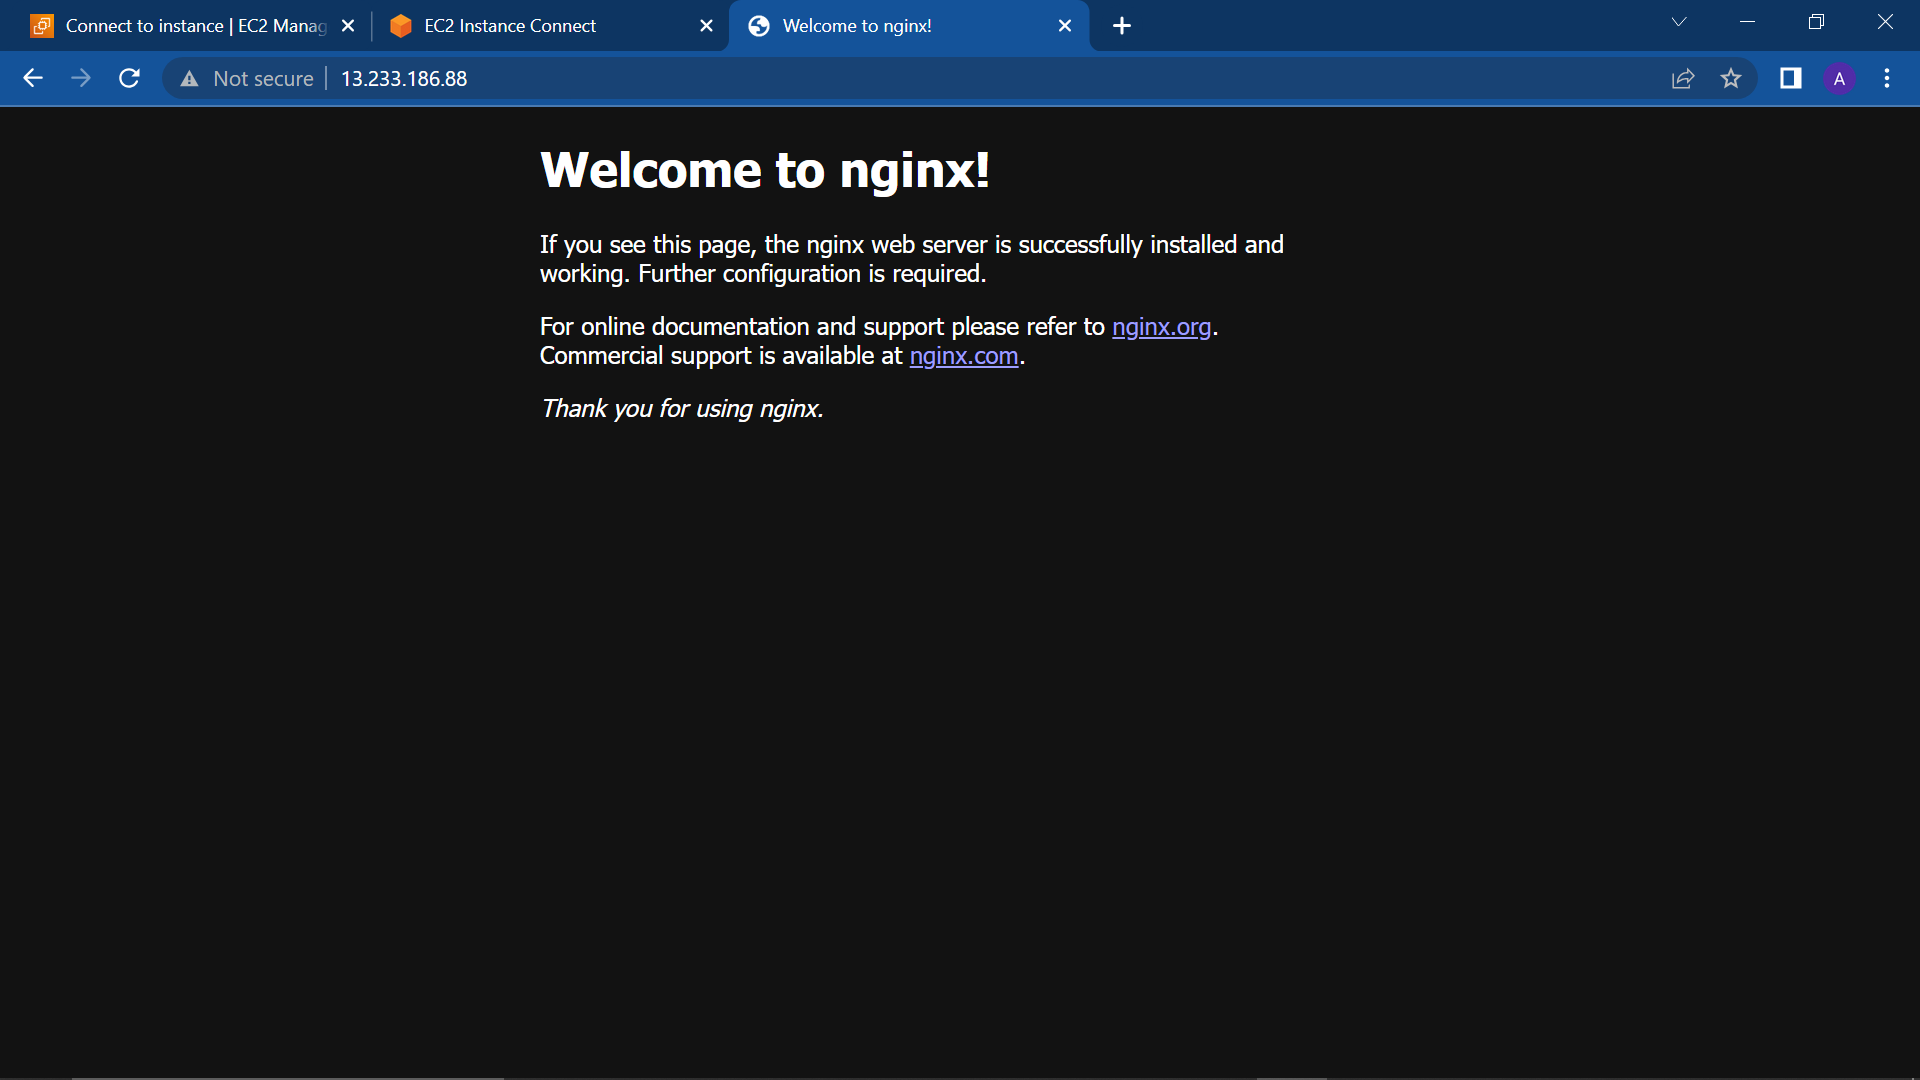 Connect to instance | EC2 Manag
EC2 Instance Connect
Welcome to nginx!
Not secure
13.233.186.88
A
Welcome to nginx!
If you see this page, the nginx web server is successfully installed and
working. Further configuration is required.
For online documentation and support please refer to nginx.org.
Commercial support is available at nginx.com.
Thank you for using nginx.